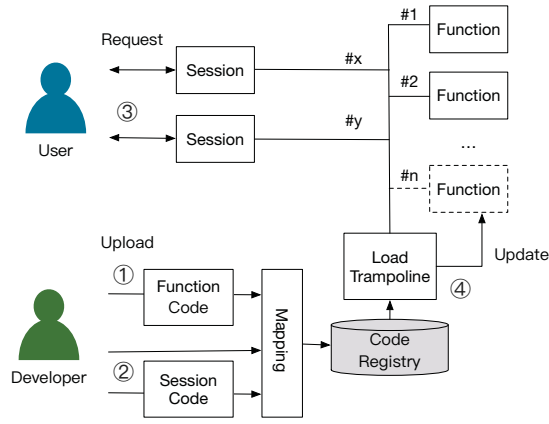 Request
Session
③
Session
User
#x
#y
#1
Function
#2
Function
...
#n
Function
Load
Trampoline
Update
④
Upload
①
Function
Code
②
Session
Code
Developer
Mapping
Code
Registry